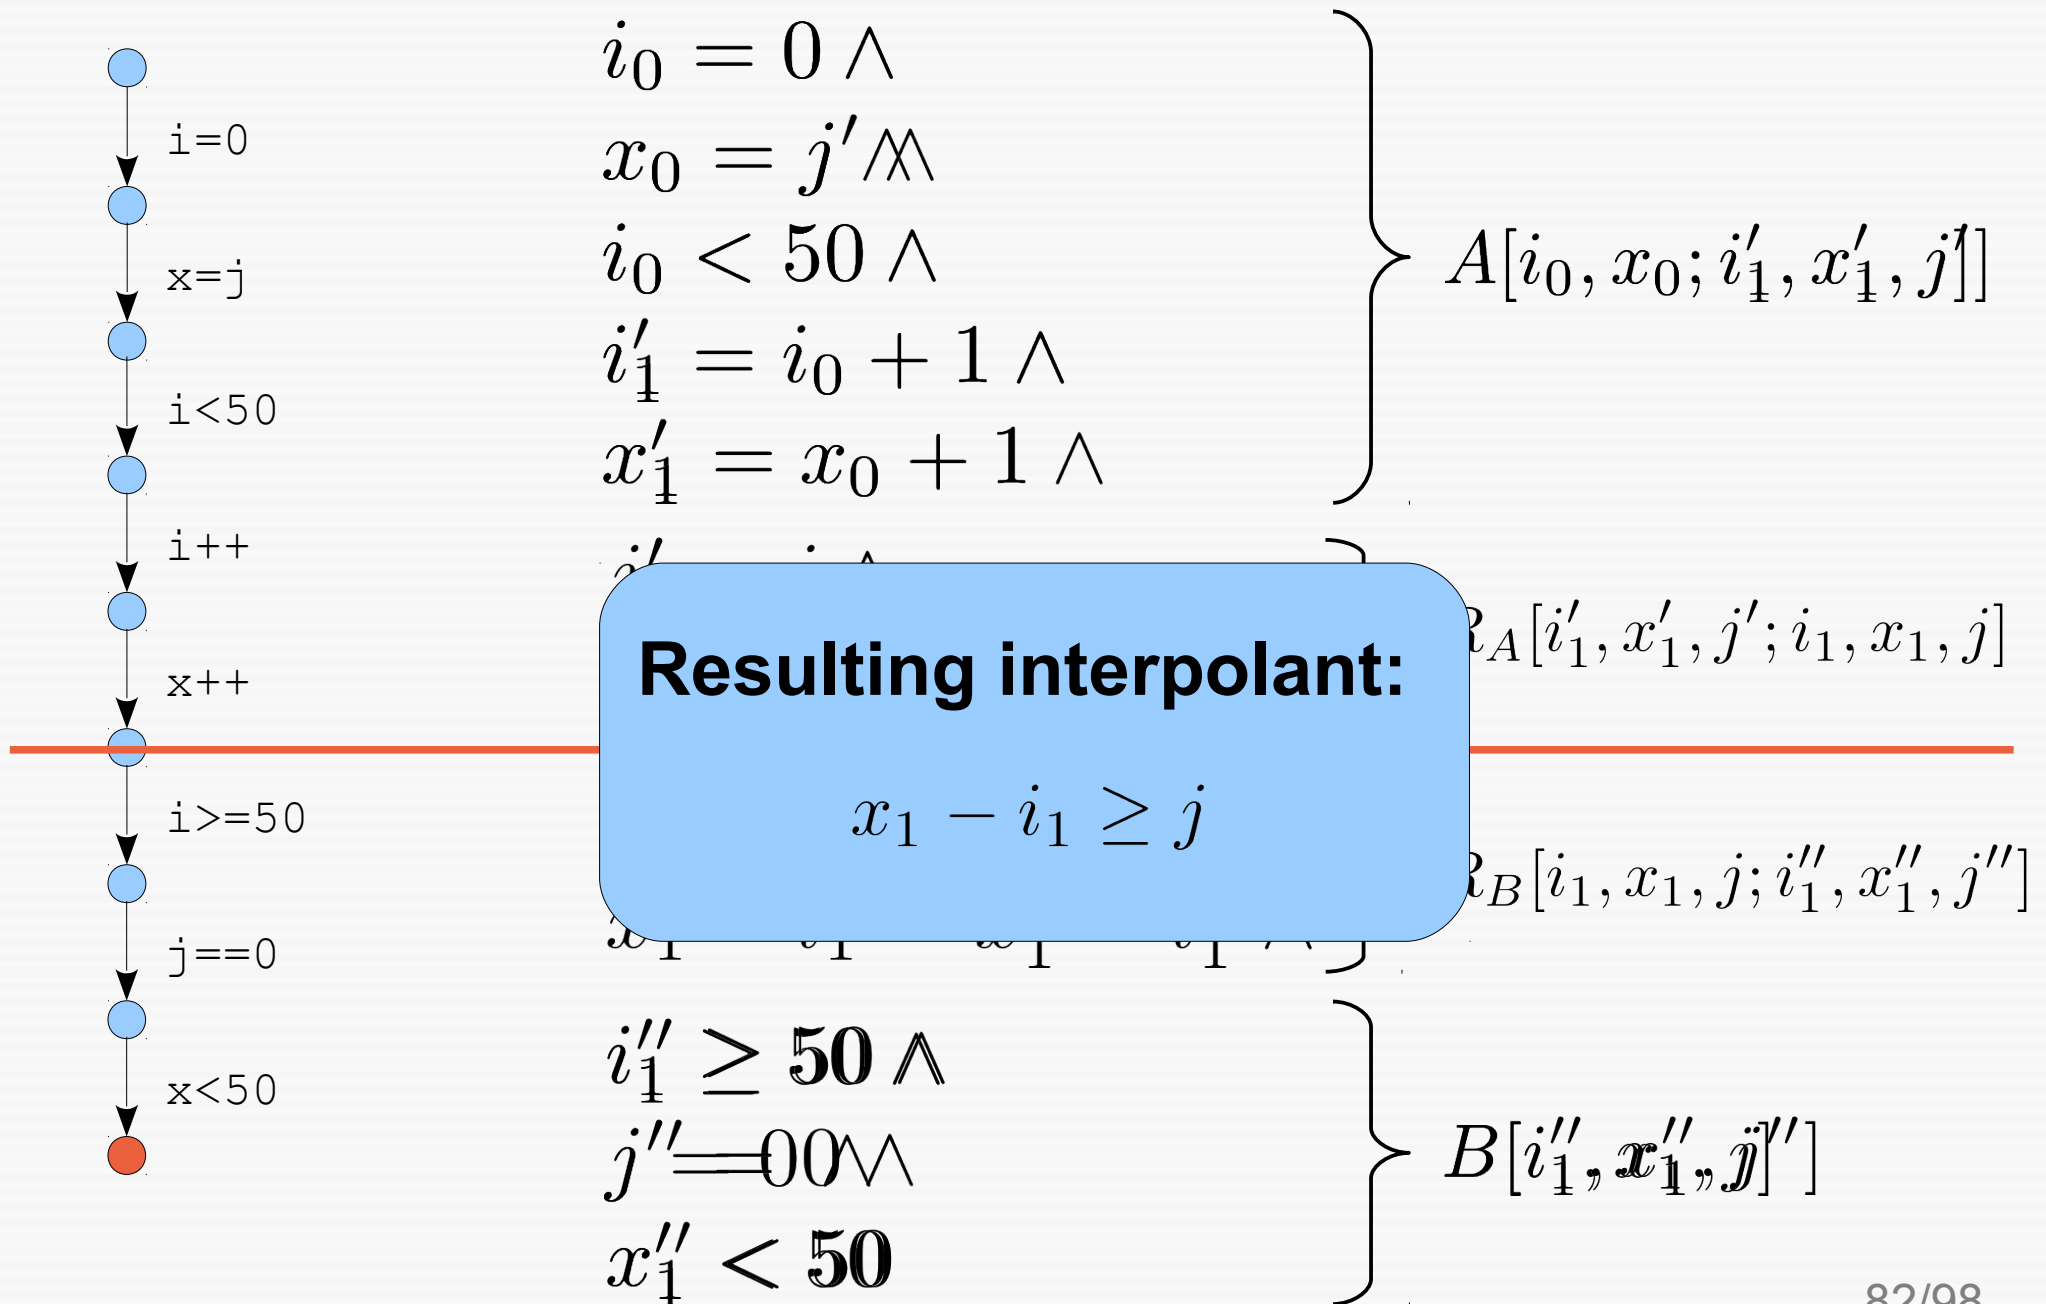 i=0
x=j
i<50
i++
x++
i>=50
j==0
x<50
i₀ = 0 ∧
x₀ = j′ ∧
i₀ < 50 ∧
i′₁ = i₀ + 1 ∧
x′₁ = x₀ + 1 ∧
A[i₀, x₀; i′₁, x′₁, j′]
Resulting interpolant:
x₁ − i₁ ≥ j
R_A[i′₁, x′₁, j′; i₁, x₁, j]
R_B[i₁, x₁, j; i″₁, x″₁, j″]
i″₁ ≥ 50 ∧
j″ = 0 ∧
x″₁ < 50
B[i″₁, x″₁, j″]
82/98